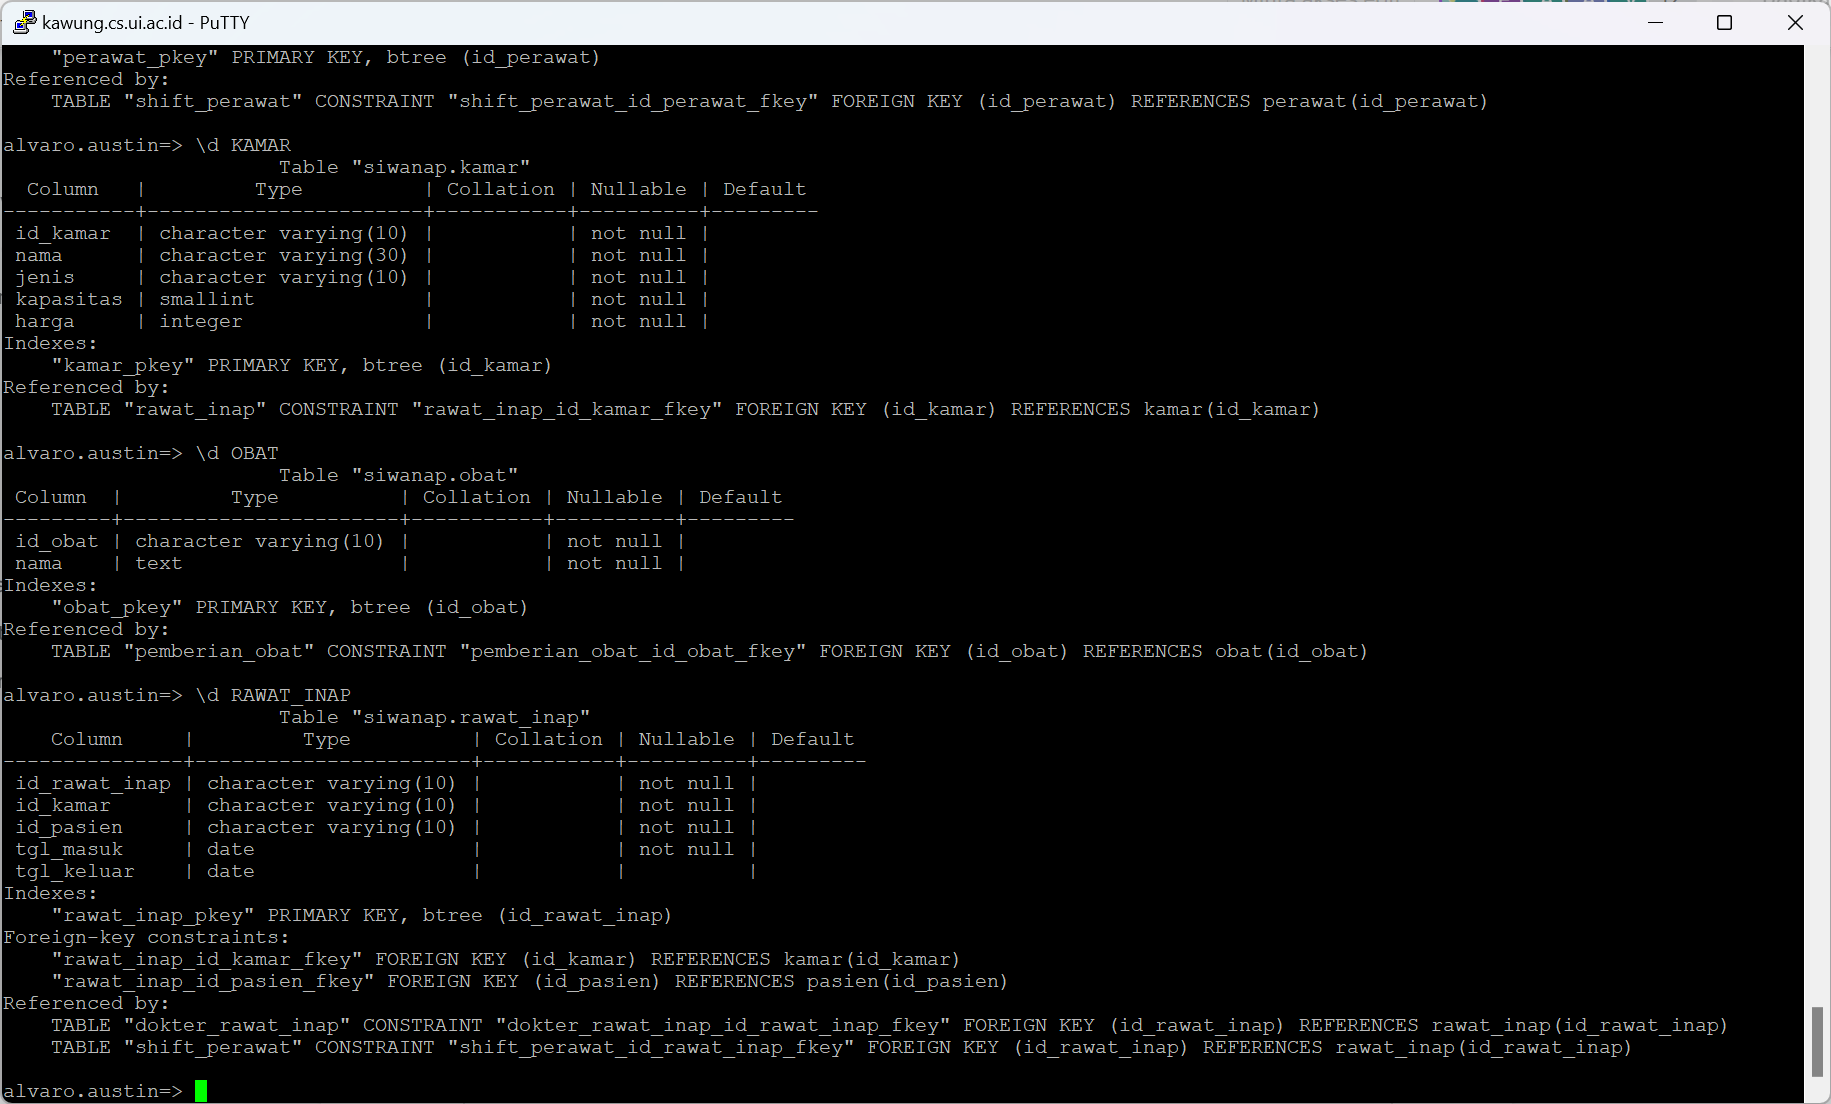 kawung.cs.ui.ac.id - PuTTY
    "perawat_pkey" PRIMARY KEY, btree (id_perawat)
Referenced by:
    TABLE "shift_perawat" CONSTRAINT "shift_perawat_id_perawat_fkey" FOREIGN KEY (id_perawat) REFERENCES perawat(id_perawat)

alvaro.austin=> \d KAMAR
                       Table "siwanap.kamar"
  Column   |         Type          | Collation | Nullable | Default
-----------+-----------------------+-----------+----------+---------
 id_kamar  | character varying(10) |           | not null |
 nama      | character varying(30) |           | not null |
 jenis     | character varying(10) |           | not null |
 kapasitas | smallint              |           | not null |
 harga     | integer               |           | not null |
Indexes:
    "kamar_pkey" PRIMARY KEY, btree (id_kamar)
Referenced by:
    TABLE "rawat_inap" CONSTRAINT "rawat_inap_id_kamar_fkey" FOREIGN KEY (id_kamar) REFERENCES kamar(id_kamar)

alvaro.austin=> \d OBAT
                       Table "siwanap.obat"
 Column  |         Type          | Collation | Nullable | Default
---------+-----------------------+-----------+----------+---------
 id_obat | character varying(10) |           | not null |
 nama    | text                  |           | not null |
Indexes:
    "obat_pkey" PRIMARY KEY, btree (id_obat)
Referenced by:
    TABLE "pemberian_obat" CONSTRAINT "pemberian_obat_id_obat_fkey" FOREIGN KEY (id_obat) REFERENCES obat(id_obat)

alvaro.austin=> \d RAWAT_INAP
                       Table "siwanap.rawat_inap"
    Column     |         Type          | Collation | Nullable | Default
---------------+-----------------------+-----------+----------+---------
 id_rawat_inap | character varying(10) |           | not null |
 id_kamar      | character varying(10) |           | not null |
 id_pasien     | character varying(10) |           | not null |
 tgl_masuk     | date                  |           | not null |
 tgl_keluar    | date                  |           |          |
Indexes:
    "rawat_inap_pkey" PRIMARY KEY, btree (id_rawat_inap)
Foreign-key constraints:
    "rawat_inap_id_kamar_fkey" FOREIGN KEY (id_kamar) REFERENCES kamar(id_kamar)
    "rawat_inap_id_pasien_fkey" FOREIGN KEY (id_pasien) REFERENCES pasien(id_pasien)
Referenced by:
    TABLE "dokter_rawat_inap" CONSTRAINT "dokter_rawat_inap_id_rawat_inap_fkey" FOREIGN KEY (id_rawat_inap) REFERENCES rawat_inap(id_rawat_inap)
    TABLE "shift_perawat" CONSTRAINT "shift_perawat_id_rawat_inap_fkey" FOREIGN KEY (id_rawat_inap) REFERENCES rawat_inap(id_rawat_inap)

alvaro.austin=>